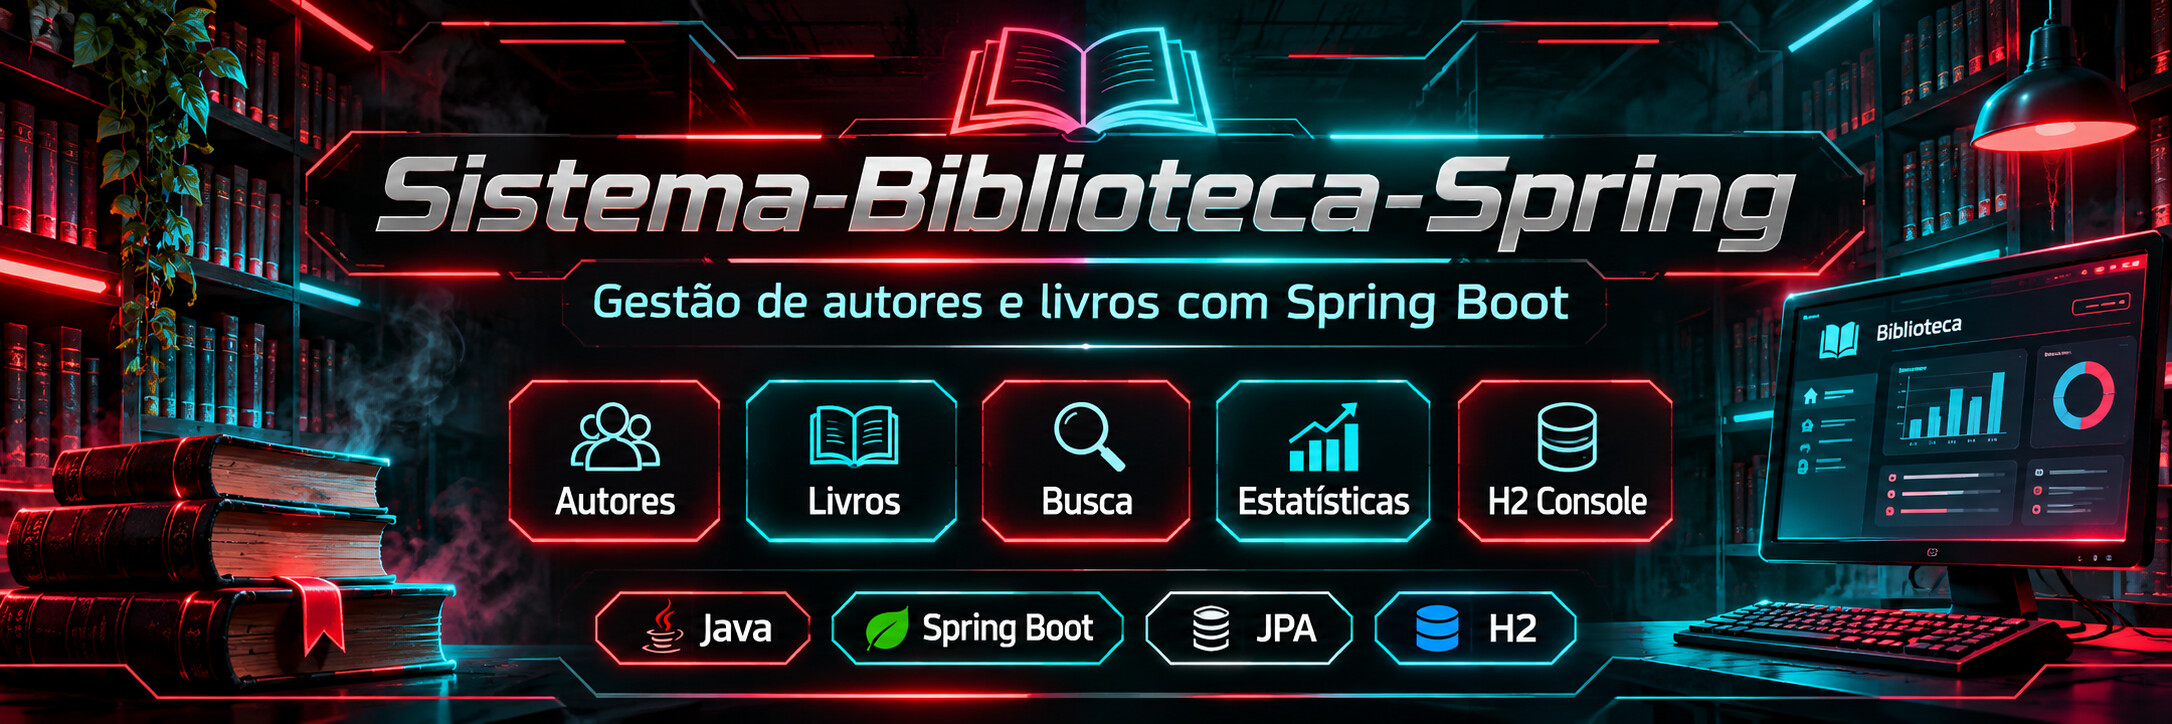 Sistema-Biblioteca-Spring
Gestão de autores e livros com Spring Boot
Biblioteca
Autores
Livros
Busca
Estatísticas
H2 Console
Java
Spring Boot
JPA
H2